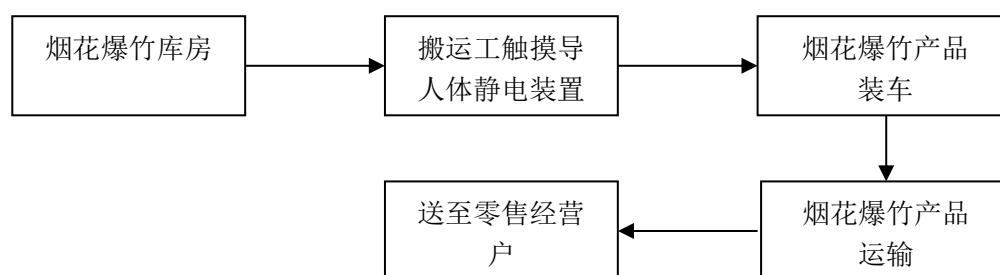 烟花爆竹库房
搬运工触摸导
人体静电装置
烟花爆竹产品
装车
烟花爆竹产品
运输
送至零售经营
户